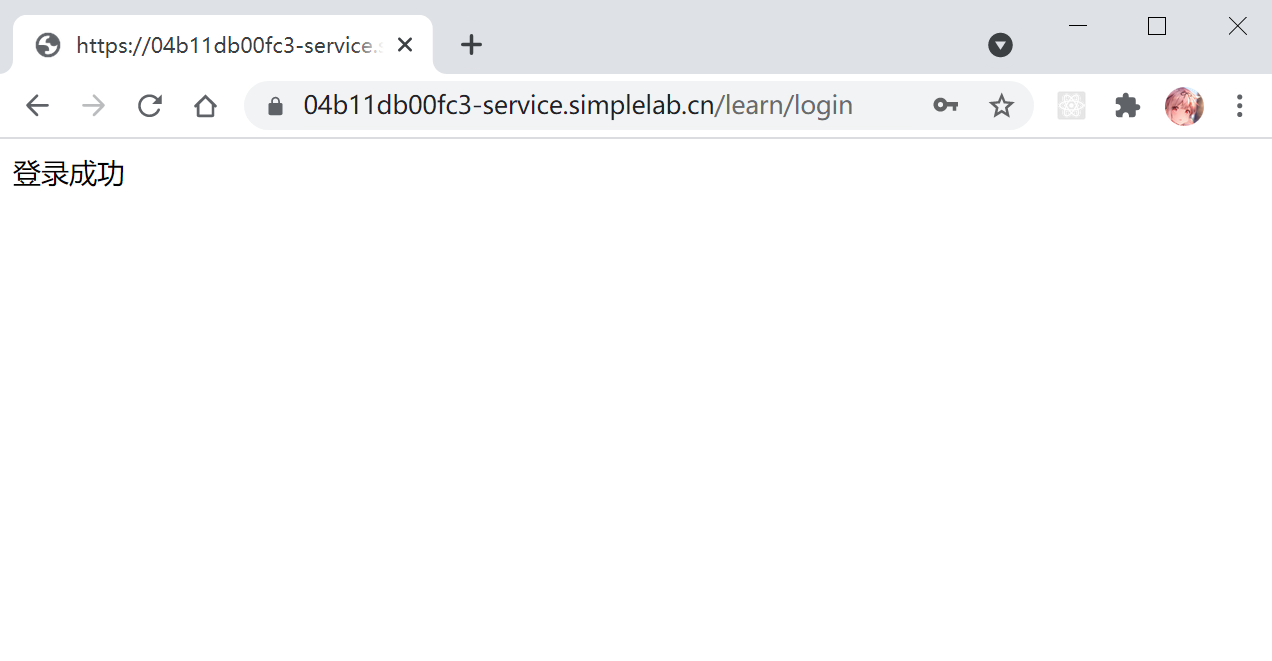 https://04b11db00fc3-service.s
04b11db00fc3-service.simplelab.cn/learn/login
登录成功